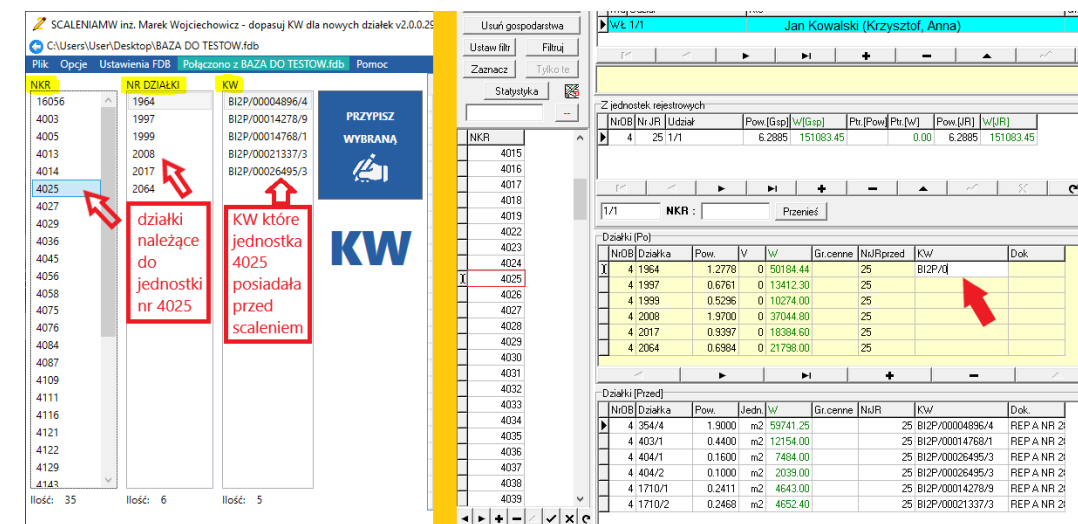 SCALENIAMW inż. Marek Wojciechowicz - dopasuj KW dla nowych działek v2.0.0.29
C:\Users\User\Desktop\BAZA DO TESTOW.fdb
Plik Opcje Ustawienia FDB Połączono z BAZA DO TESTOW.fdb Pomoc
NKR
16056
4003
4005
4013
4014
4025
4027
4029
4036
4045
4056
4058
4075
4076
4084
4087
4109
4111
4116
4121
4122
4129
4143
Ilość: 35
NR DZIAŁKI
1964
1997
1999
2008
2017
2064
działki
należące
do
jednostki
nr 4025
Ilość: 6
KW
BI2P/00004896/4
BI2P/00014278/9
BI2P/00014768/1
BI2P/00021337/3
BI2P/00026495/3
KW które
jednostka
4025
posiadała
przed
scaleniem
Ilość: 5
PRZYPISZ
WYBRANĄ
KW
Usuń gospodarstwa
Ustaw filtr Filtruj
Zaznacz Tylko te
Statystyka
--
NKR
4015
4016
4017
4018
4019
4022
4023
4024
4025
4026
4027
4028
4029
4030
4031
4032
4033
4034
4035
4036
4037
4038
4039
WŁ 1/1 Jan Kowalski (Krzysztof, Anna)
Z jednostek rejestrowych
NrOB Nr JR Udział Pow.[Gsp] W[Gsp] Ptr.[Pow] Ptr.[W] Pow.[JR] W[JR]
4 25 1/1 6.2885 151083.45 0.00 6.2885 151083.45
1/1 NKR : Przenieś
Działki (Po)
NrOB Działka Pow. V W Gr.cenne NrJRprzed KW Dok
4 1964 1.2778 0 50184.44 25 BI2P/0
4 1997 0.6761 0 13412.30 25
4 1999 0.5296 0 10274.00 25
4 2008 1.9700 0 37044.80 25
4 2017 0.9397 0 18384.60 25
4 2064 0.6984 0 21798.00 25
Działki [Przed]
NrOB Działka Pow. Jedn. W Gr.cenne NrJR KW Dok.
4 354/4 1.9000 m2 59741.25 25 BI2P/00004896/4 REP A NR
4 403/1 0.4400 m2 12154.00 25 BI2P/00014768/1 REP A NR
4 404/1 0.1600 m2 7484.00 25 BI2P/00026495/3 REP A NR
4 404/2 0.1000 m2 2039.00 25 BI2P/00026495/3 REP A NR
4 1710/1 0.2411 m2 4643.00 25 BI2P/00014278/9 REP A NR
4 1710/2 0.2468 m2 4652.40 25 BI2P/00021337/3 REP A NR